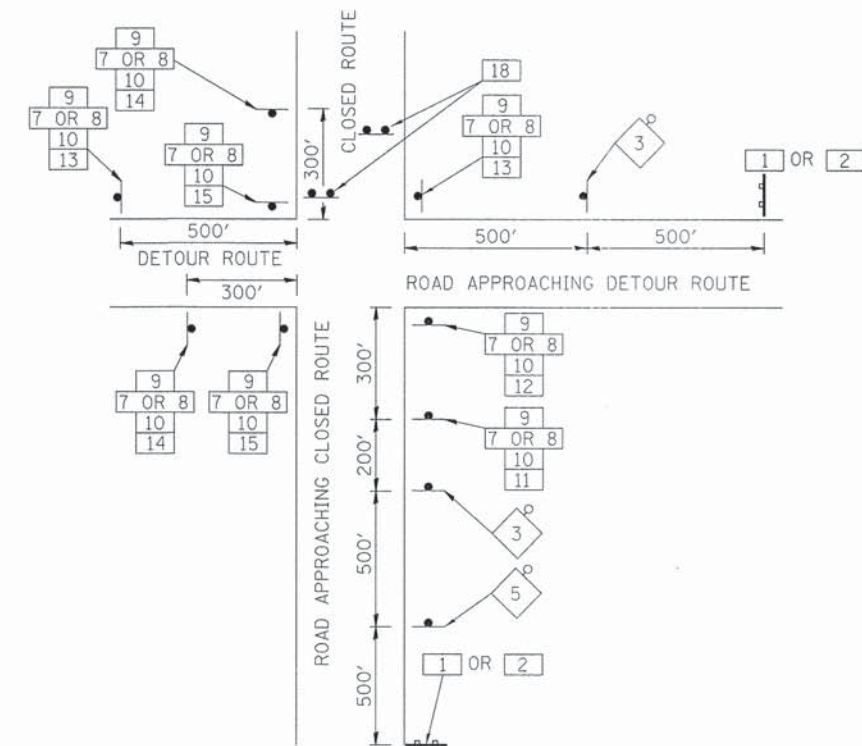 9
7 OR 8
10
14
9
7 OR 8
10
13
9
7 OR 8
10
15
300'
CLOSED ROUTE
18
9
7 OR 8
10
13
3
1 OR 2
500'
500'
500'
DETOUR ROUTE
300'
ROAD APPROACHING DETOUR ROUTE
9
7 OR 8
10
14
9
7 OR 8
10
15
ROAD APPROACHING CLOSED ROUTE
300'
200'
500'
500'
9
7 OR 8
10
12
9
7 OR 8
10
11
3
5
1 OR 2